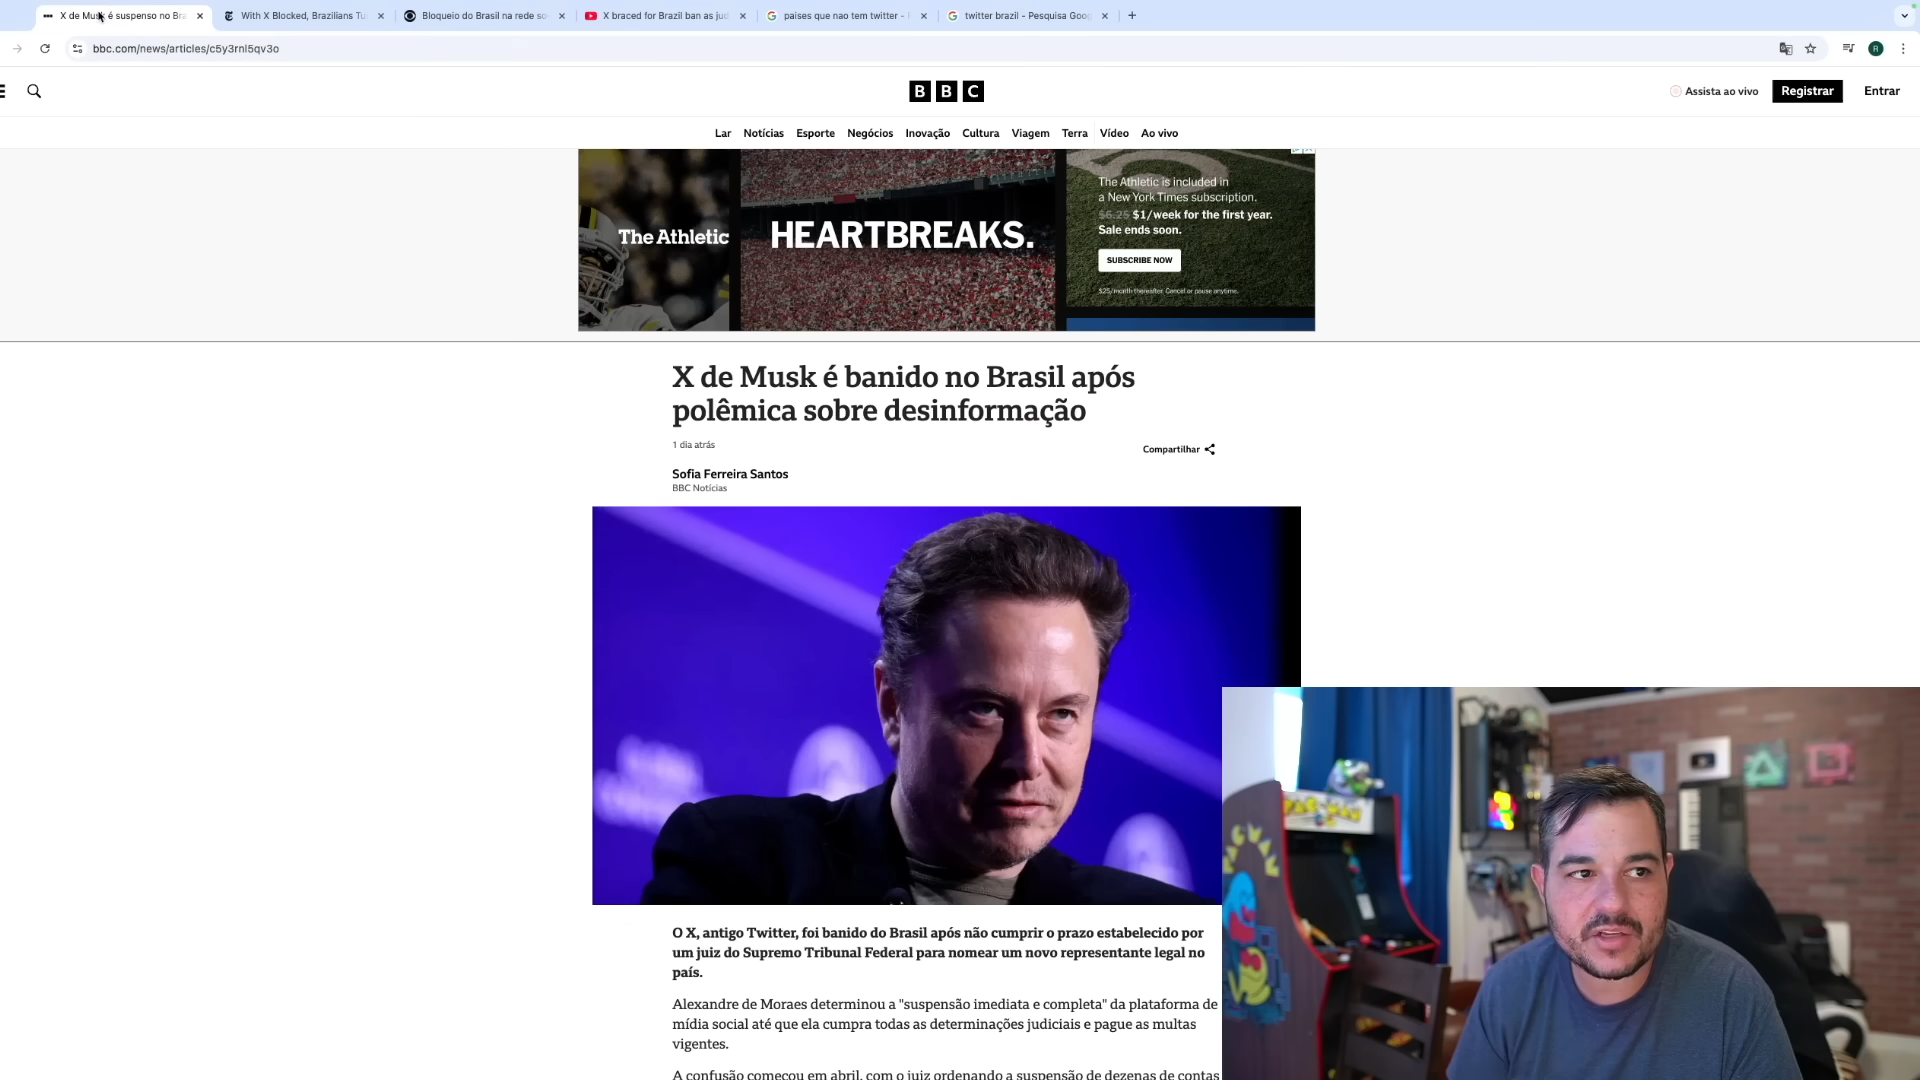 X de Musk é suspenso no Bra
With X Blocked, Brazilians Tu
Bloqueio do Brasil na rede so
X braced for Brazil ban as jud
paises que nao tem twitter -
twitter brazil - Pesquisa Goog
bbc.com/news/articles/c5y3rnl5qv3o
R
BBC
Assista ao vivo
Registrar
Entrar
Lar Notícias Esporte Negócios Inovação Cultura Viagem Terra Vídeo Ao vivo
The Athletic
HEARTBREAKS.
The Athletic is included in
a New York Times subscription.
$6.25 $1/week for the first year.
Sale ends soon.
SUBSCRIBE NOW
$25/month thereafter. Cancel or pause anytime.
X de Musk é banido no Brasil após
polêmica sobre desinformação
1 dia atrás
Compartilhar
Sofia Ferreira Santos
BBC Notícias
O X, antigo Twitter, foi banido do Brasil após não cumprir o prazo estabelecido por
um juiz do Supremo Tribunal Federal para nomear um novo representante legal no
país.
Alexandre de Moraes determinou a "suspensão imediata e completa" da plataforma de
mídia social até que ela cumpra todas as determinações judiciais e pague as multas
vigentes.
A confusão começou em abril, com o juiz ordenando a suspensão de dezenas de contas